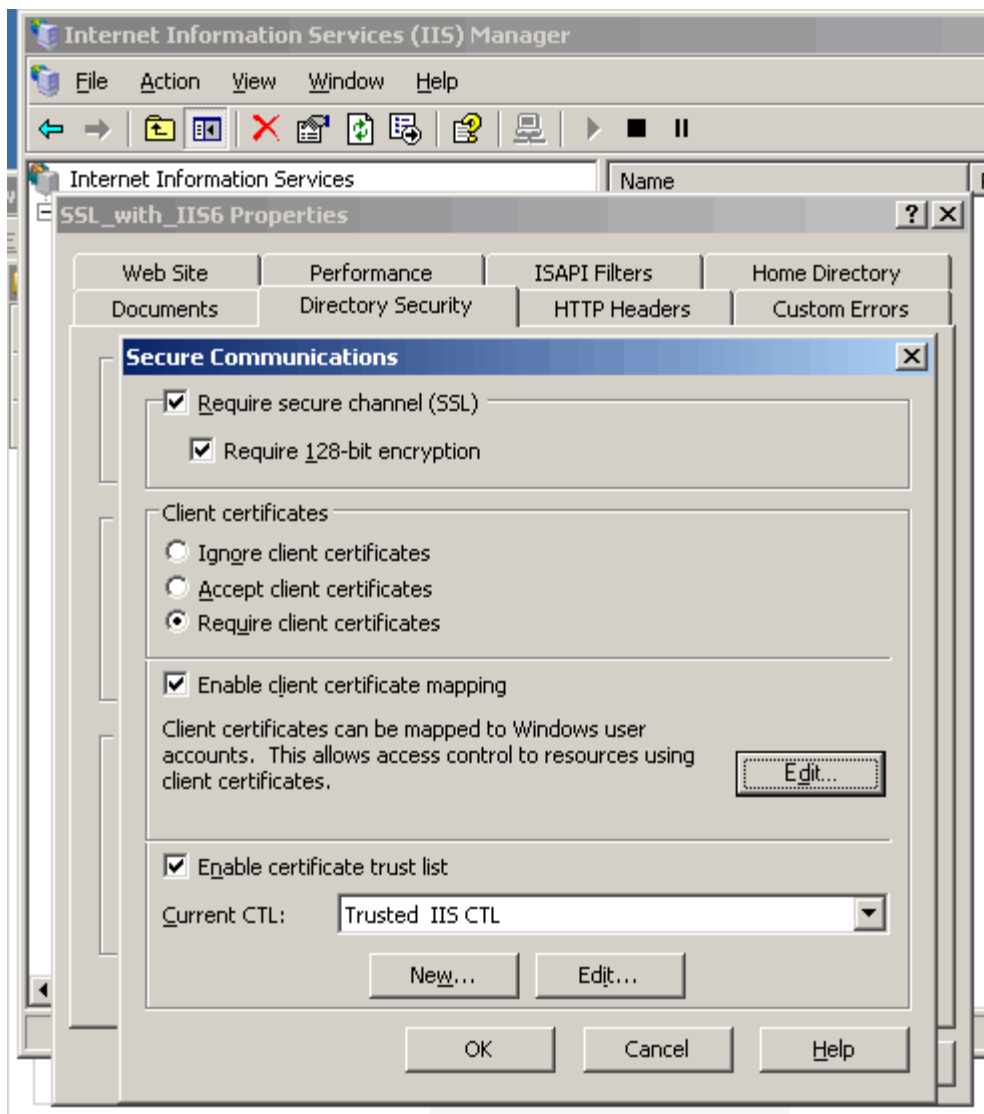 Internet Information Services (IIS) Manager
File Action View Window Help
Internet Information Services Name
SSL_with_IIS6 Properties
Web Site Performance ISAPI Filters Home Directory
Documents Directory Security HTTP Headers Custom Errors
Secure Communications
Require secure channel (SSL)
Require 128-bit encryption
Client certificates
Ignore client certificates
Accept client certificates
Require client certificates
Enable client certificate mapping
Client certificates can be mapped to Windows user
accounts. This allows access control to resources using
client certificates.
Edit...
Enable certificate trust list
Current CTL: Trusted IIS CTL
New... Edit...
OK Cancel Help